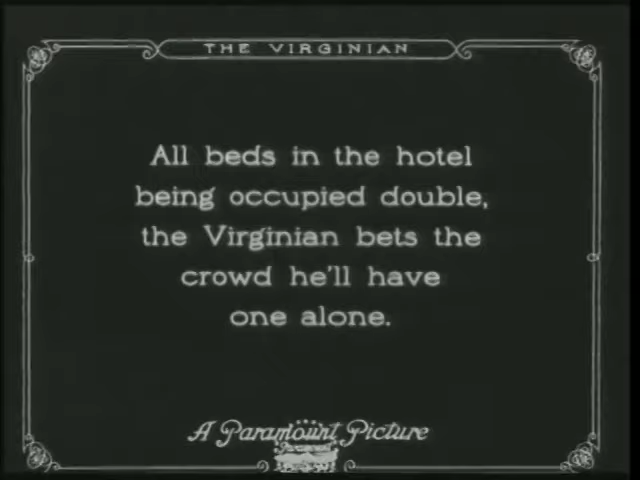 THE VIRGINIAN
All beds in the hotel
being occupied double,
the Virginian bets the
crowd he'll have
one alone.
A Paramount Picture